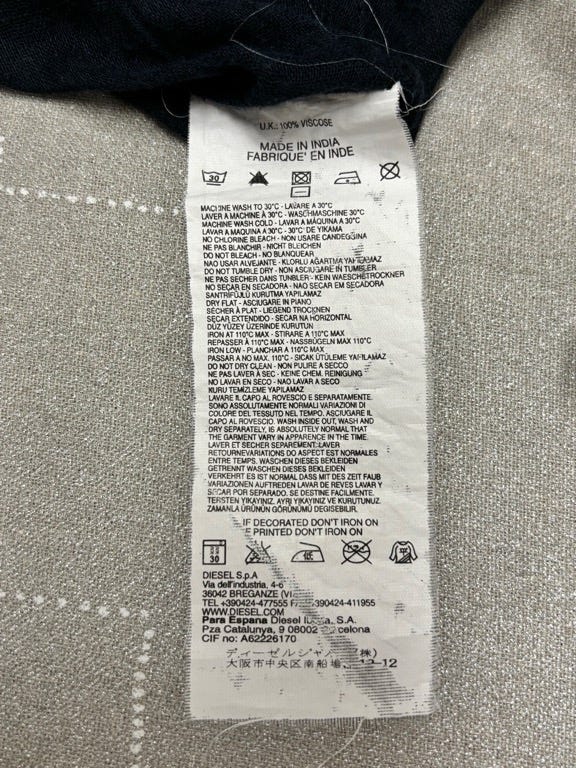 U.K.: 100% VISCOSE
MADE IN INDIA
FABRIQUE' EN INDE
30
MACHINE WASH TO 30°C - LAVARE A 30°C
LAVER A MACHINE À 30°C - WASCHMASCHINE 30°C
MACHINE WASH COLD - LAVAR A MÁQUINA A 30°C
LAVAR A MAQUINA A 30°C - 30°C' DE YIKAMA
NO CHLORINE BLEACH - NON USARE CANDEGGINA
NE PAS BLANCHIR - NICHT BLEICHEN
DO NOT BLEACH - NO BLANQUEAR
NAO USAR ALVEJANTE - KLORLU AĞARTMA YAPILAMAZ
DO NOT TUMBLE DRY - NON ASCIUGARE IN TUMBLER
NE PAS SECHER DANS TUNBLER - KEIN WAESCHETROCKNER
NO SECAR EN SECADORA - NAO SECAR EM SECADORA
SANTRIFÜJLÜ KURUTMA YAPILAMAZ
DRY FLAT - ASCIUGARE IN PIANO
SÉCHER À PLAT - LIEGEND TROCKNEN
SECAR EXTENDIDO - SECAR NA HORIZONTAL
DÜZ YÜZEY ÜZERINDE KURUTUN
IRON AT 110°C MAX - STIRARE A 110°C MAX
REPASSER À 110°C MAX - NASSBÜGELN MAX 110°C
IRON LOW - PLANCHAR A 110°C MAX
PASSAR A NO MAX. 110°C - SICAK ÜTÜLEME YAPILAMAZ
DO NOT DRY CLEAN - NON PULIRE A SECCO
NE PAS LAVER À SEC - KEINE CHEM. REINIGUNG
NO LAVAR EN SECO - NAO LAVAR A SECO
KURU TEMIZLEME YAPILAMAZ
LAVARE IL CAPO AL ROVESCIO E SEPARATAMENTE.
SONO ASSOLUTAMENTE NORMALI VARIAZIONI DI
COLORE DEL TESSUTO NEL TEMPO. ASCIUGARE IL
CAPO AL ROVESCIO. WASH INSIDE OUT, WASH AND
DRY SEPARATELY, IS ABSOLUTELY NORMAL THAT
THE GARMENT VARY IN APPARENCE IN THE TIME.
LAVER ET SECHER SEPAREMENT.LAVER
RETOURNEVARIATIONS DO ASPECT EST NORMALES
ENTRE TEMPS. WASCHEN DIESES BEKLEIDEN
GETRENNT WASCHEN DIESES BEKLEIDEN
VERKEHRT ES IST NORMAL DASS MIT DES ZEIT FAUB
VARIAZIONEN AUFTREDEN LAVAR DE REVES LAVAR Y
SECAR POR SEPARADO. SE DESTINE FACILMENTE.
TERSTEN YIKAYINIZ. AYRI YIKAYINIZ VE KURUTUNUZ.
ZAMANLA ÜRÜNÜN GÖRÜNÜMÜ DEGISEBILIR.
IF DECORATED DON'T IRON ON
F PRINTED DON'T IRON ON
30
DIESEL S.p.A
Via dell'industria, 4-6
36042 BREGANZE (VI
TEL +390424-477555 +390424-411955
WWW.DIESEL.COM
Para Espana Diesel S.A.
Pza Catalunya, 9 08002
CIF no: A62226170
ディーゼルジャ (株)
大阪市中央区南船場, 12-12